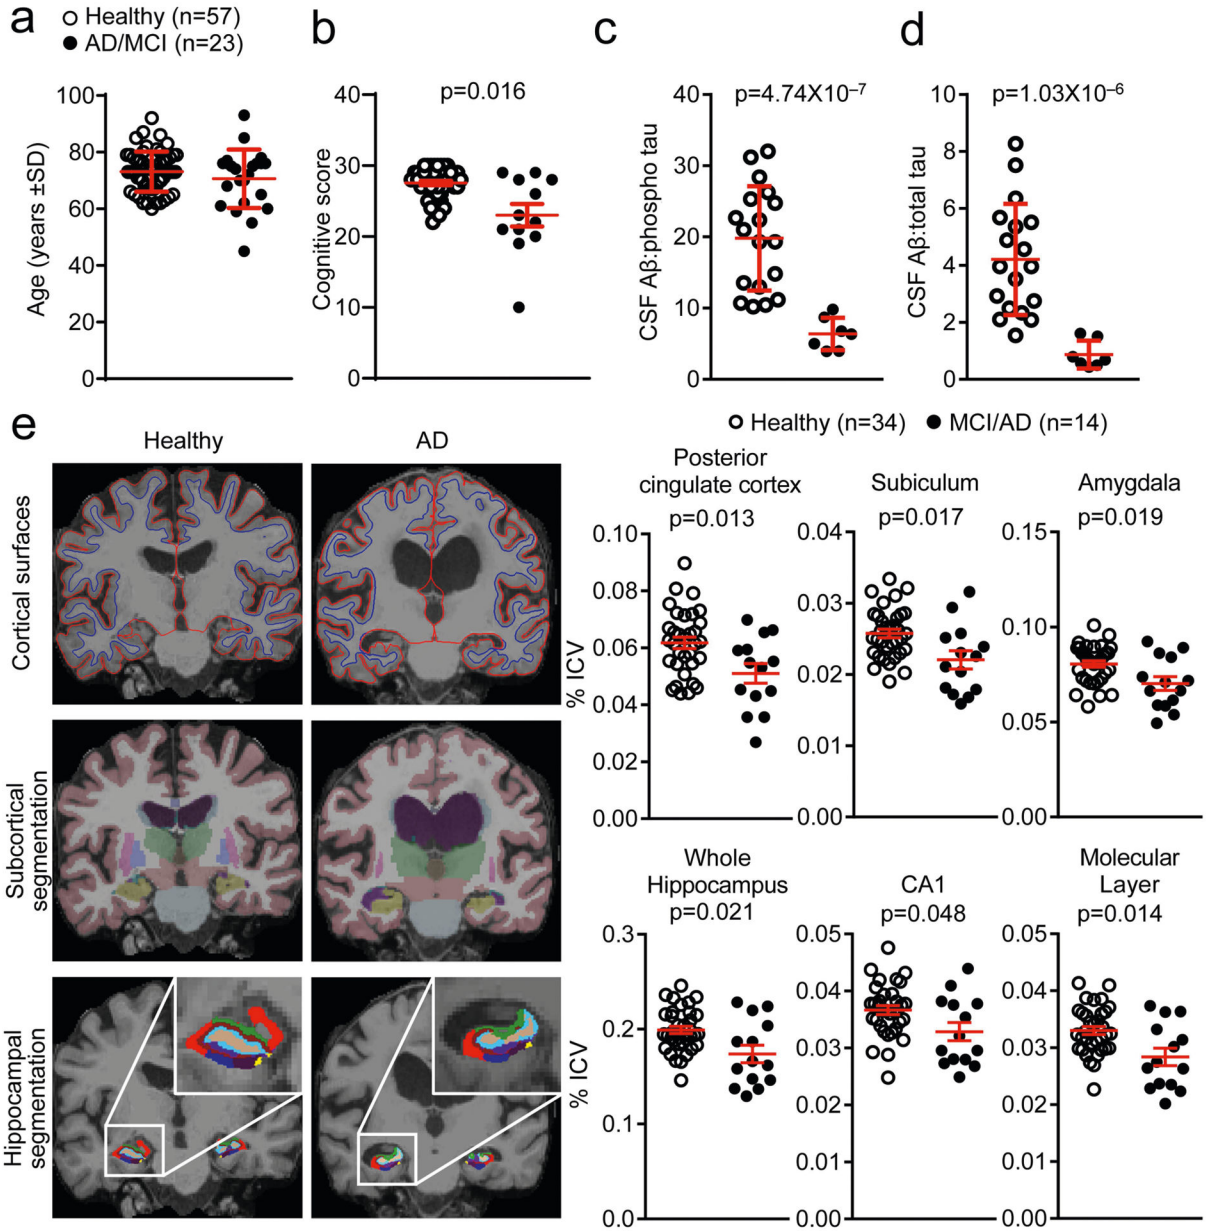 a
Healthy (n=57)
AD/MCI (n=23)
Age (years ±SD)
100
80
60
40
20
0
b
p=0.016
Cognitive score
40
30
20
10
0
c
p=4.74X10⁻⁷
CSF Aβ:phospho tau
40
30
20
10
0
d
p=1.03X10⁻⁶
CSF Aβ:total tau
10
8
6
4
2
0
e
Healthy
AD
Cortical surfaces
Subcortical
segmentation
Hippocampal
segmentation
Healthy (n=34)
MCI/AD (n=14)
Posterior
cingulate cortex
p=0.013
% ICV
0.10
0.08
0.06
0.04
0.02
0.00
Subiculum
p=0.017
0.04
0.03
0.02
0.01
0.00
Amygdala
p=0.019
0.15
0.10
0.05
0.00
Whole
Hippocampus
p=0.021
% ICV
0.3
0.2
0.1
0.0
CA1
p=0.048
0.05
0.04
0.03
0.02
0.01
0.00
Molecular
Layer
p=0.014
0.05
0.04
0.03
0.02
0.01
0.00